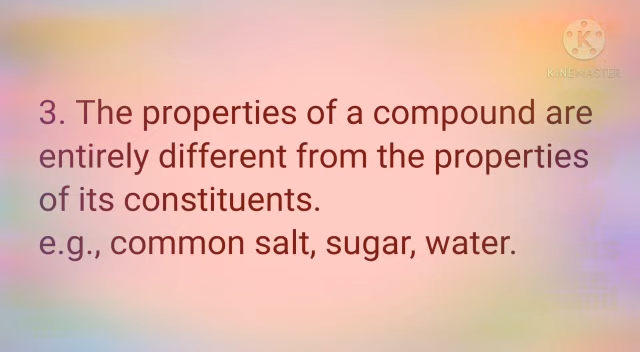 K
KINEMASTER
3. The properties of a compound are
entirely different from the properties
of its constituents.
e.g., common salt, sugar, water.